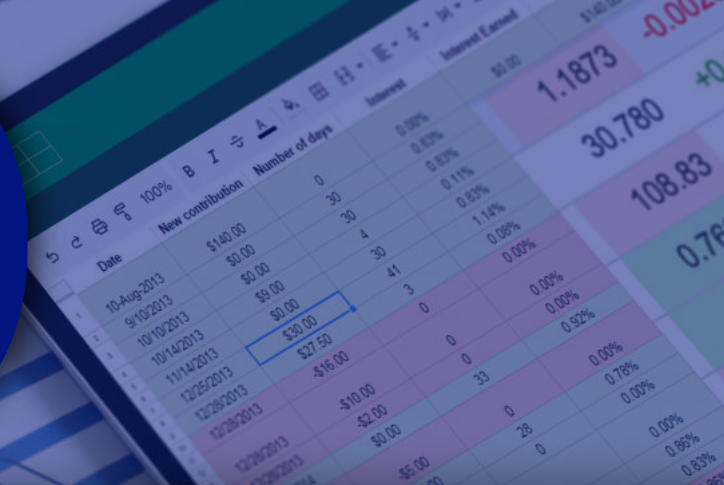 100% B I S A
Date New contribution Number of days Interest Interest Earned
10-Aug-2013 $140.00 0 0.00% $0.00
9/10/2013 $0.00 30 0.83%
10/10/2013 $0.00 30 0.83%
10/14/2013 $9.00 4 0.11%
11/14/2013 $0.00 30 0.83%
12/25/2013 $30.00 41 1.14%
12/28/2013 $27.50 3 0.08%
12/28/2013 -$16.00 0 0.00%
12/28/2013 -$10.00 0 0.00%
-$2.00 0 0.00%
$0.00 33 0.92%
-$5.00 0 0.00%
28 0.78%
0 0.00%
0.00%
0.86%
0.83%
1.1873
30.780
108.83